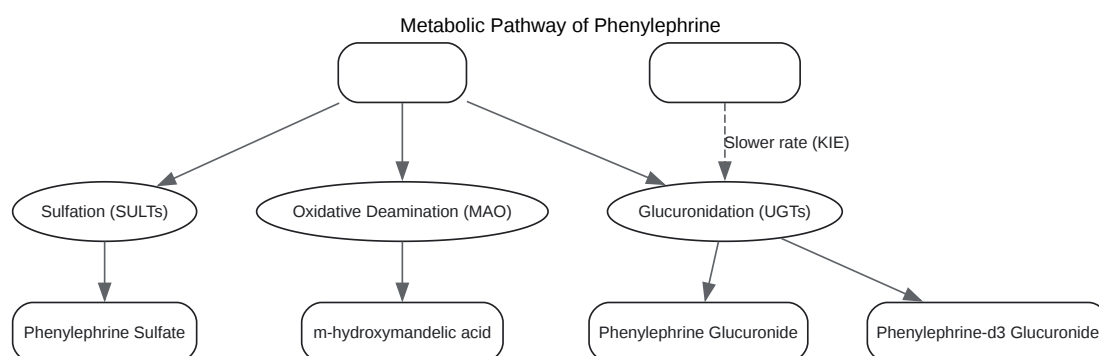 Metabolic Pathway of Phenylephrine
Slower rate (KIE)
Sulfation (SULTs)
Oxidative Deamination (MAO)
Glucuronidation (UGTs)
Phenylephrine Sulfate
m-hydroxymandelic acid
Phenylephrine Glucuronide
Phenylephrine-d3 Glucuronide